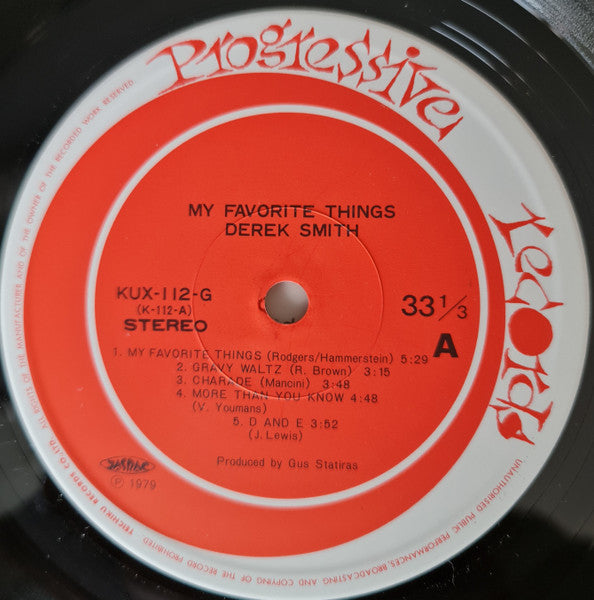 Progressive
records
MY FAVORITE THINGS
DEREK SMITH
KUX-112-G
(K-112-A)
STEREO
33 1/3
A
1. MY FAVORITE THINGS (Rodgers/Hammerstein) 5:29
2. GRAVY WALTZ (R. Brown) 3:15
3. CHARADE (Mancini) 3:48
4. MORE THAN YOU KNOW 4:48
(V. Youmans)
5. D AND E 3:52
(J. Lewis)
Produced by Gus Statiras
JASRAC
Ⓟ 1979
TEICHIKU RECORDS CO., LTD. ALL RIGHTS OF THE MANUFACTURER AND OF THE OWNER OF THE RECORDED WORK RESERVED.
UNAUTHORISED PUBLIC PERFORMANCES, BROADCASTING AND COPYING OF THE RECORD PROHIBITED